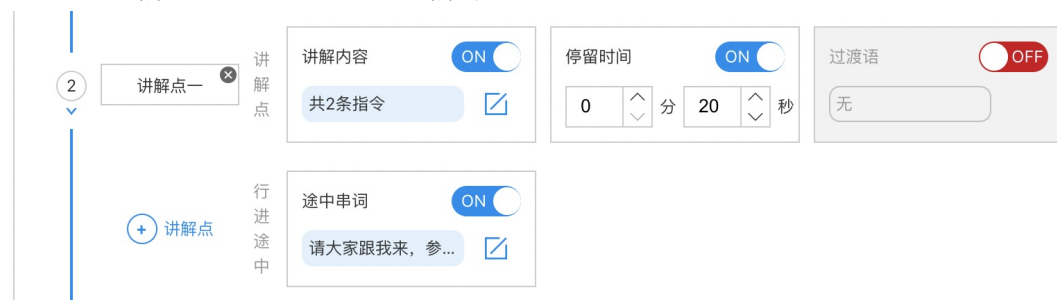 2
讲解点一
讲解点
讲解内容 ON
共2条指令
停留时间 ON
0 分 20 秒
过渡语 OFF
无
+ 讲解点
行进途中
途中串词 ON
请大家跟我来，参...